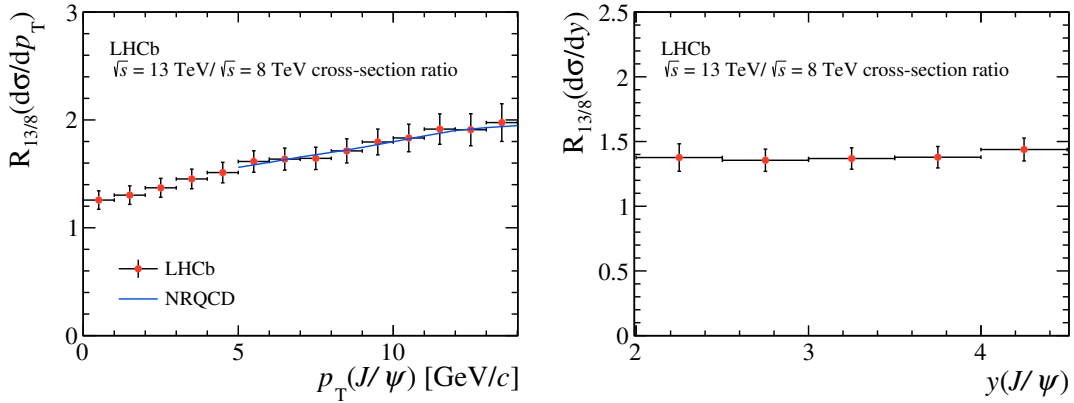 R13/8(dσ/dpT)
3
2
1
0
LHCb
√s = 13 TeV/ √s = 8 TeV cross-section ratio
LHCb
NRQCD
0 5 10
pT(J/ψ) [GeV/c]
R13/8(dσ/dy)
2.5
2
1.5
1
0.5
0
LHCb
√s = 13 TeV/ √s = 8 TeV cross-section ratio
2 3 4
y(J/ψ)